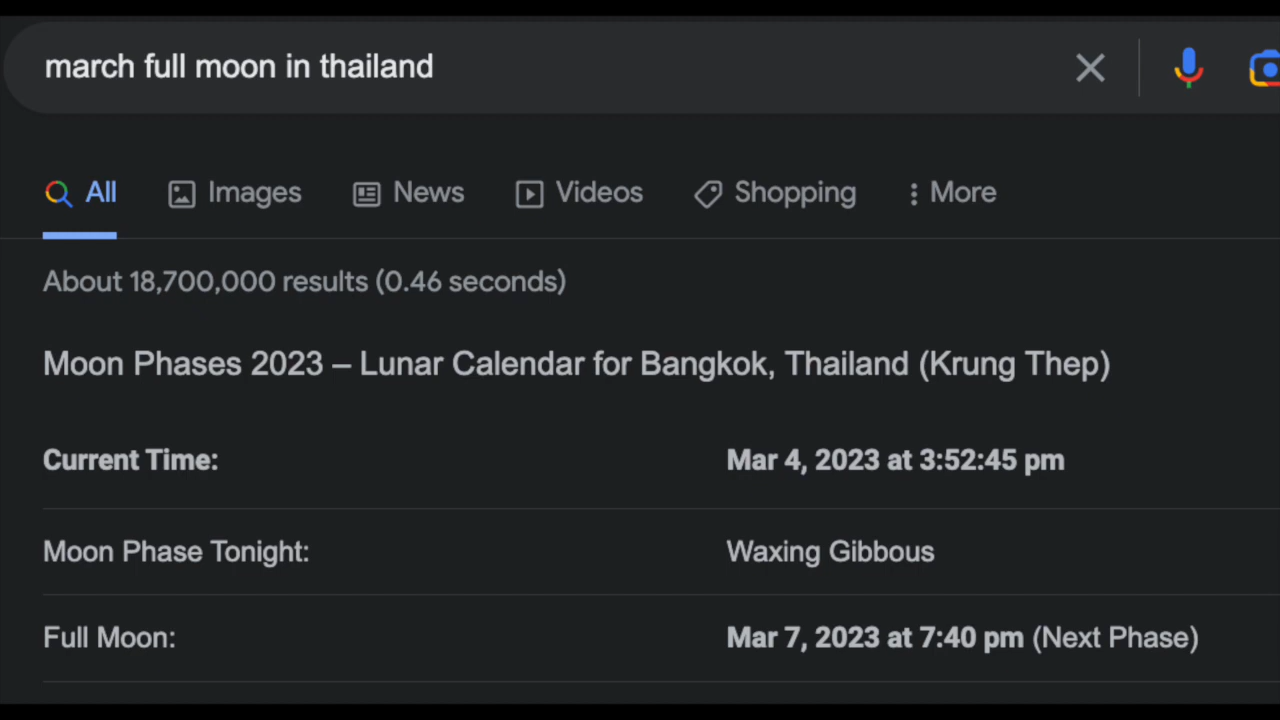 march full moon in thailand
All Images News Videos Shopping More
About 18,700,000 results (0.46 seconds)
Moon Phases 2023 – Lunar Calendar for Bangkok, Thailand (Krung Thep)
Current Time: Mar 4, 2023 at 3:52:45 pm
Moon Phase Tonight: Waxing Gibbous
Full Moon: Mar 7, 2023 at 7:40 pm (Next Phase)